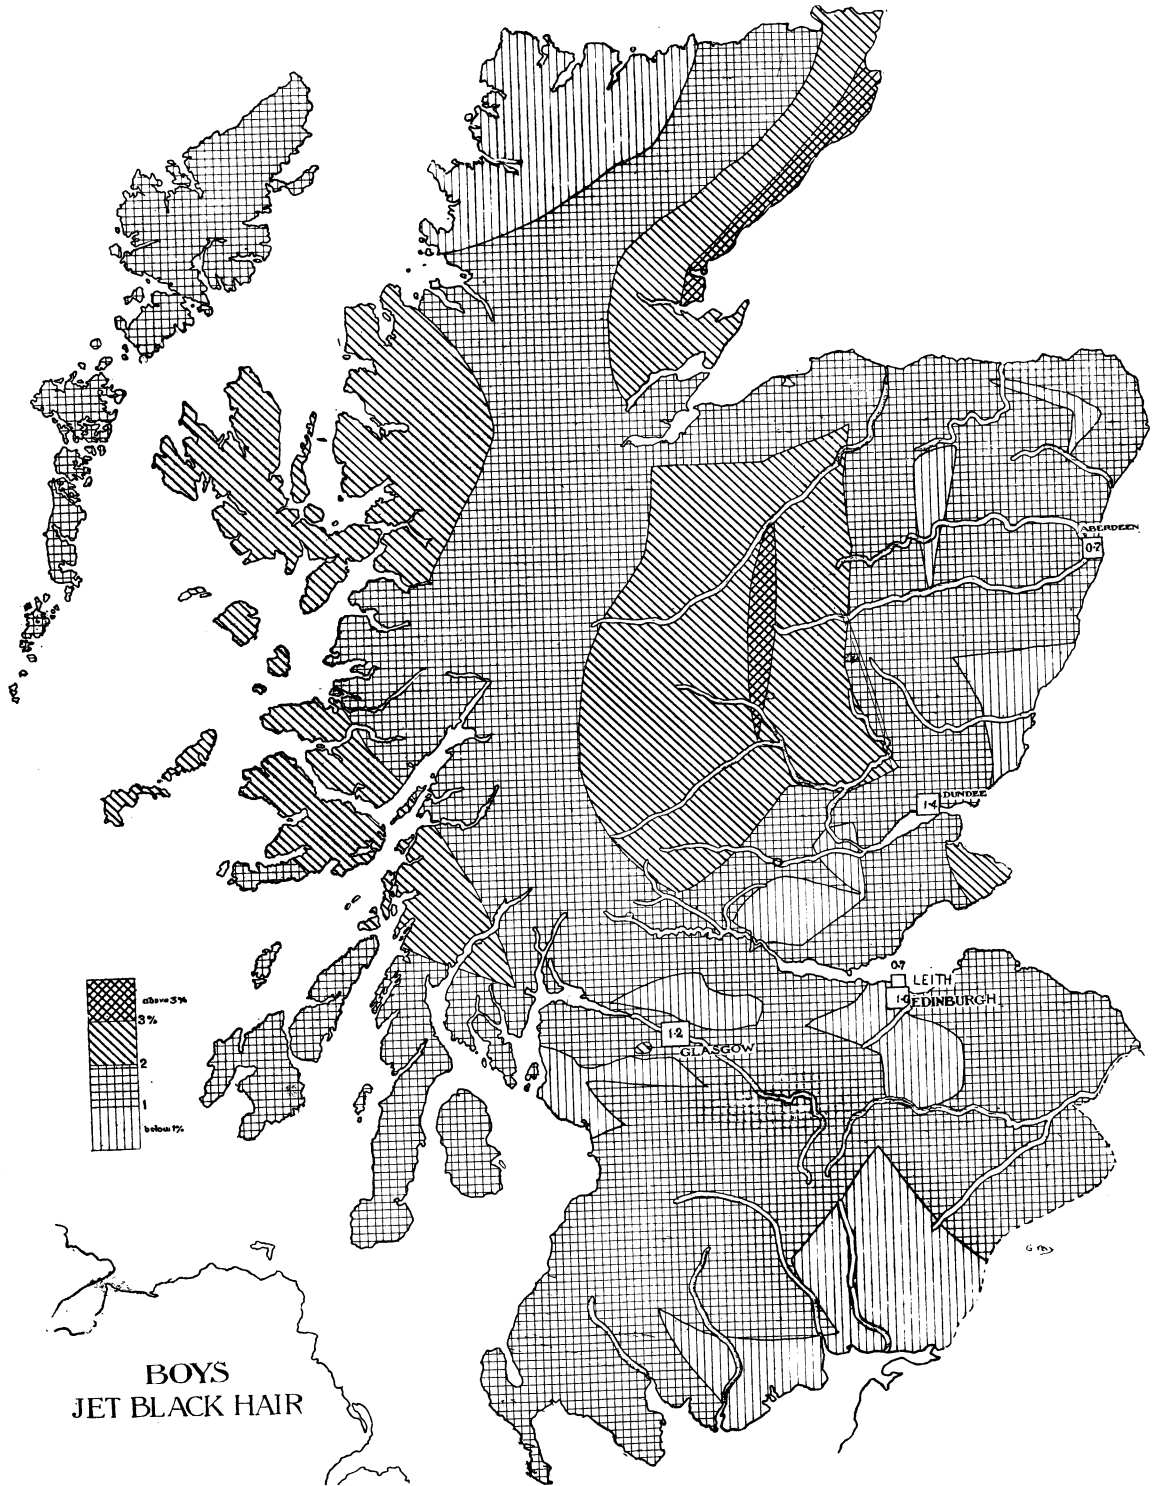 ABERDEEN
0·7
1·4 DUNDEE
0·7
LEITH
1·0 EDINBURGH
1·2
GLASGOW
above 3%
3%
2
1
below 1%
BOYS
JET BLACK HAIR